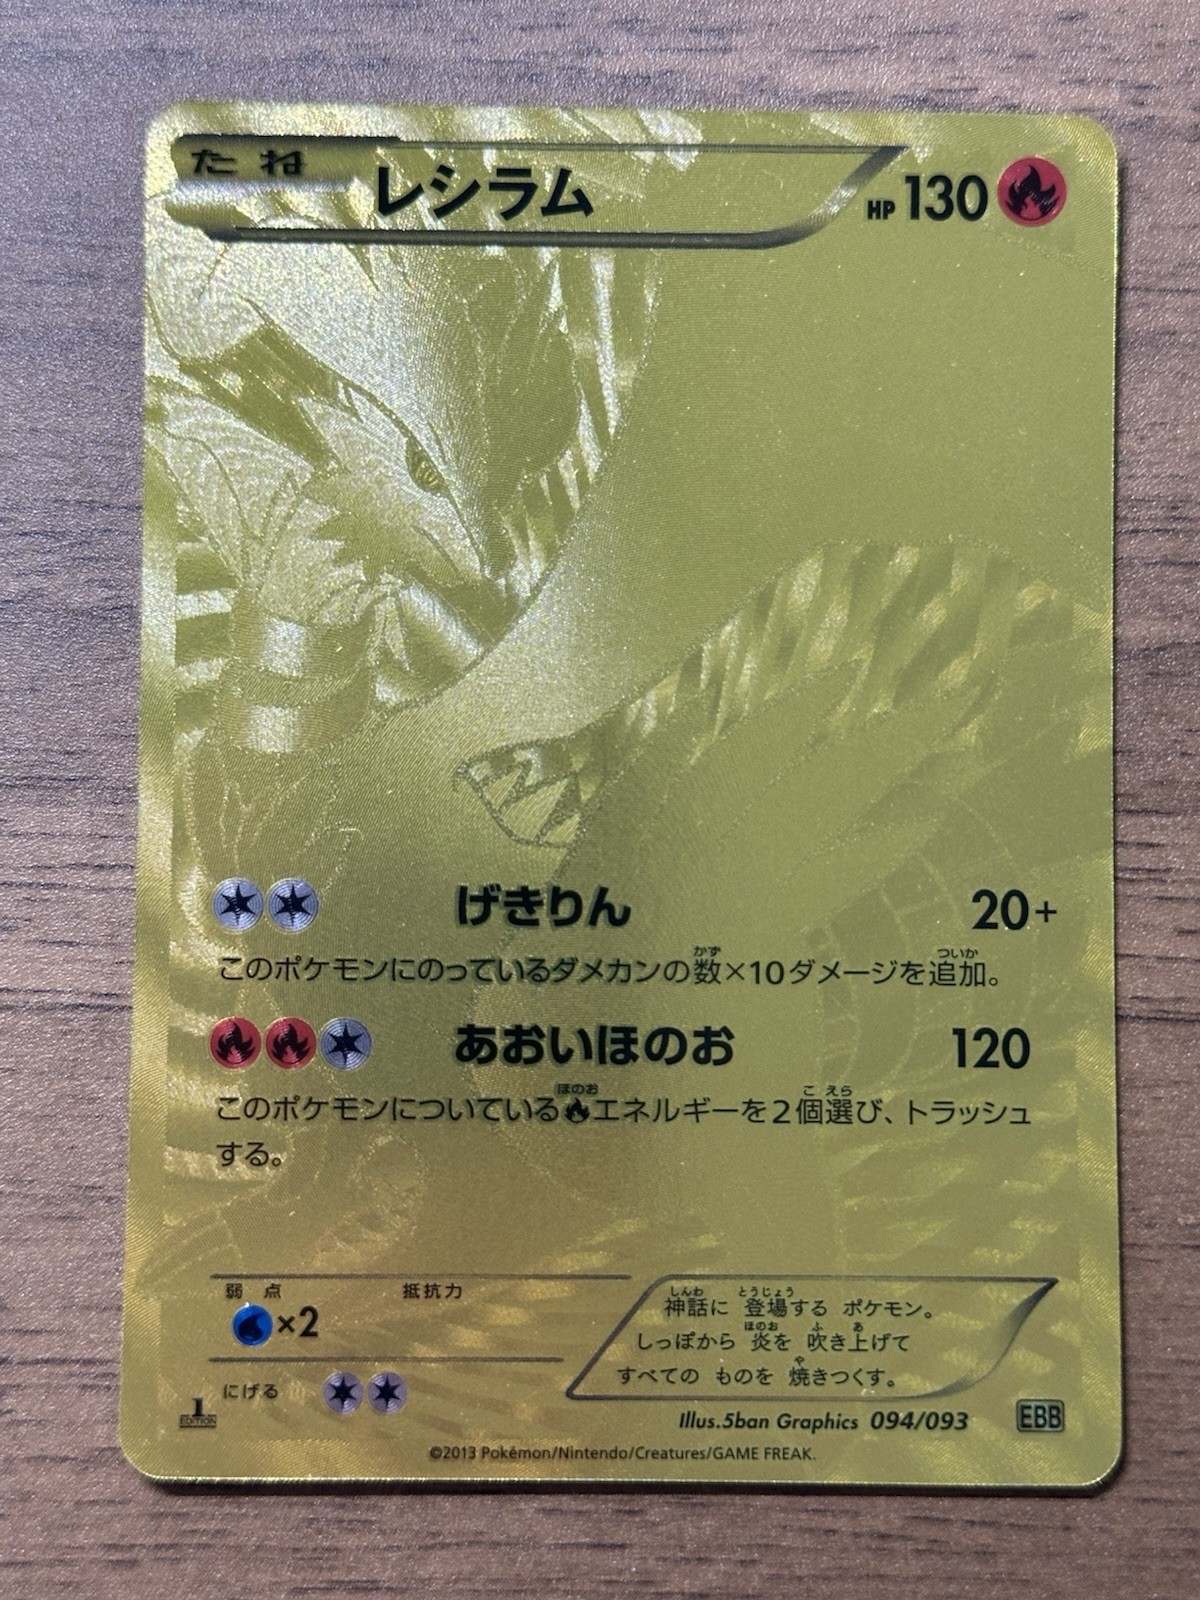 たね
レシラム
HP 130
げきりん 20+
このポケモンにのっているダメカンの数×10ダメージを追加。
あおいほのお 120
このポケモンについているエネルギーを2個選び、トラッシュ
する。
弱点 抵抗力
×2
にげる
神話に 登場する ポケモン。
しっぽから 炎を 吹き上げて
すべての ものを 焼きつくす。
1 EDITION
Illus.5ban Graphics 094/093 EBB
©2013 Pokémon/Nintendo/Creatures/GAME FREAK.